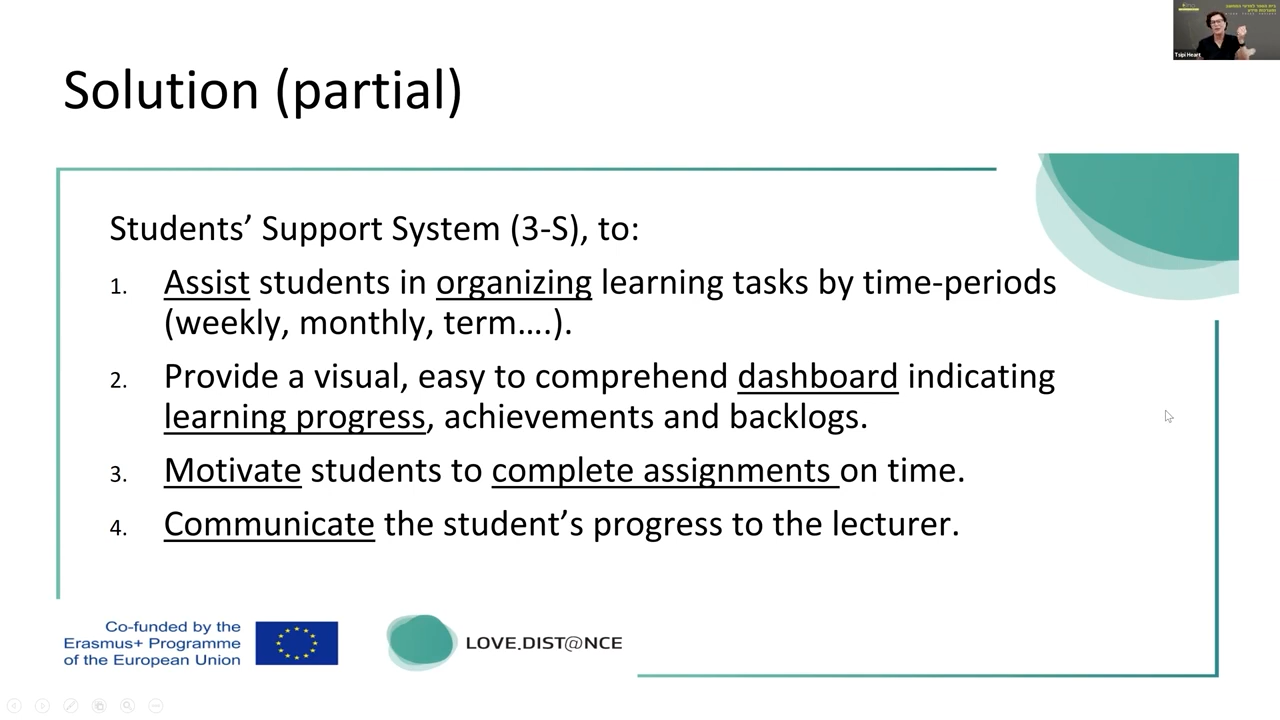 Tsipi Heart
Solution (partial)
Students’ Support System (3-S), to:
1. Assist students in organizing learning tasks by time-periods
(weekly, monthly, term….).
2. Provide a visual, easy to comprehend dashboard indicating
learning progress, achievements and backlogs.
3. Motivate students to complete assignments on time.
4. Communicate the student’s progress to the lecturer.
Co-funded by the
Erasmus+ Programme
of the European Union
LOVE.DIST@NCE